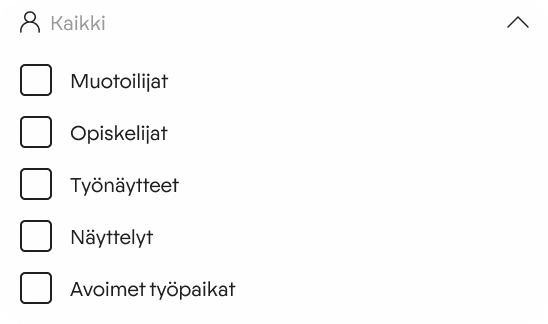 Kaikki
Muotoilijat
Opiskelijat
Työnäytteet
Näyttelyt
Avoimet työpaikat